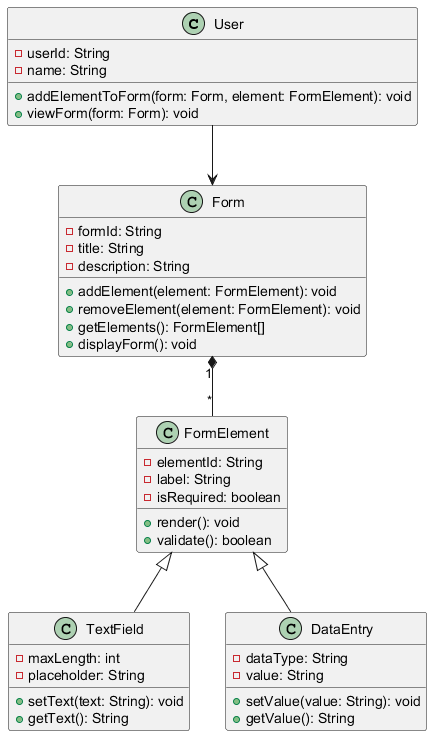 C User
userId: String
name: String
addElementToForm(form: Form, element: FormElement): void
viewForm(form: Form): void
C Form
formId: String
title: String
description: String
addElement(element: FormElement): void
removeElement(element: FormElement): void
getElements(): FormElement[]
displayForm(): void
1
*
C FormElement
elementId: String
label: String
isRequired: boolean
render(): void
validate(): boolean
C TextField
maxLength: int
placeholder: String
setText(text: String): void
getText(): String
C DataEntry
dataType: String
value: String
setValue(value: String): void
getValue(): String